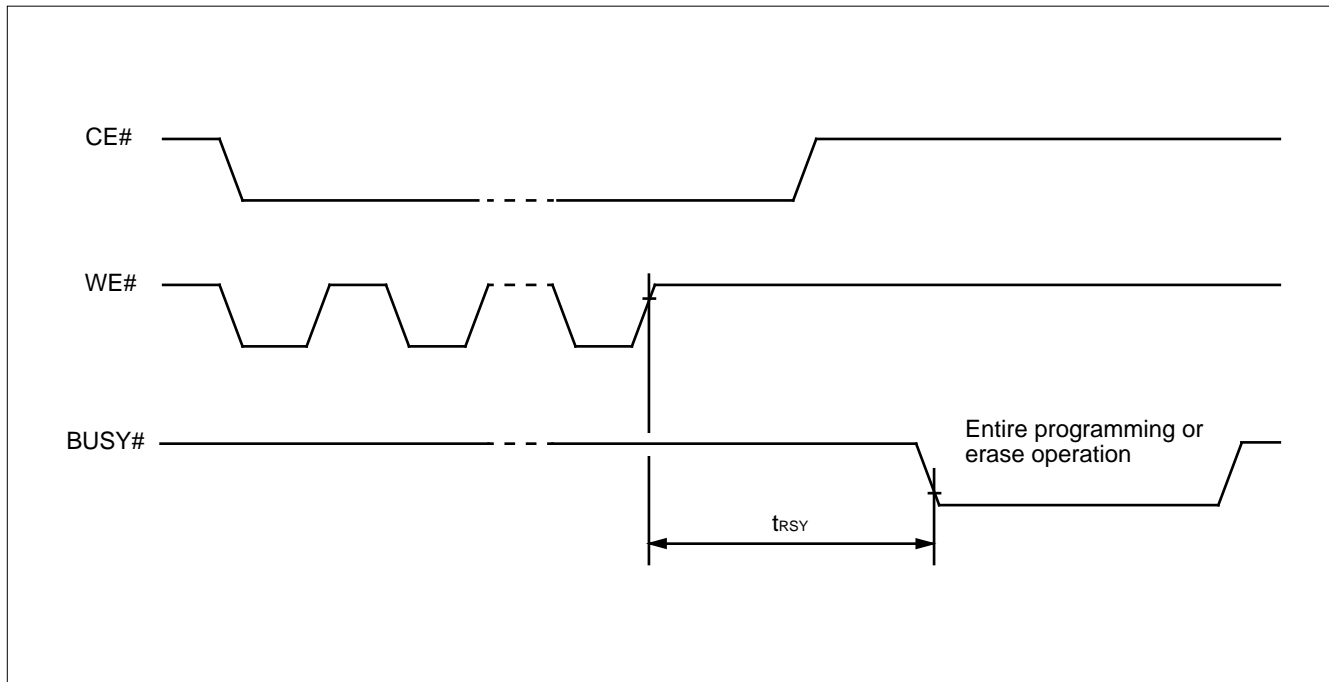 CE#
WE#
BUSY#
Entire programming or
erase operation
tRSY